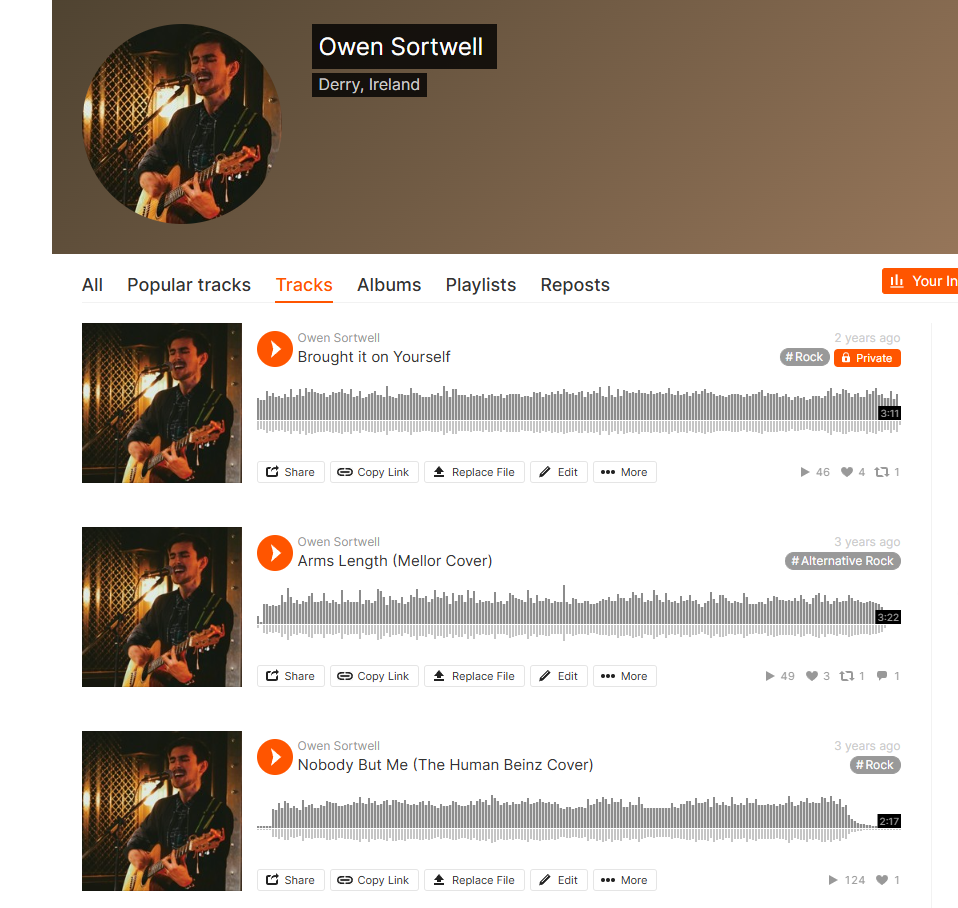 Owen Sortwell
Derry, Ireland
All Popular tracks Tracks Albums Playlists Reposts Your In
Owen Sortwell 2 years ago
Brought it on Yourself # Rock Private
3:11
Share Copy Link Replace File Edit More 46 4 1
Owen Sortwell 3 years ago
Arms Length (Mellor Cover) # Alternative Rock
3:22
Share Copy Link Replace File Edit More 49 3 1 1
Owen Sortwell 3 years ago
Nobody But Me (The Human Beinz Cover) # Rock
2:17
Share Copy Link Replace File Edit More 124 1